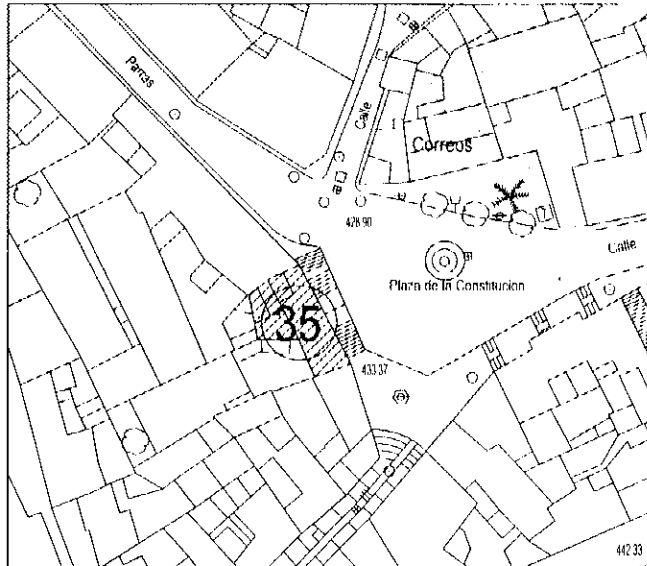 Parras
Calle
Correos
428 90
Calle
Plaza de la Constitucion
35
433 37
442 33